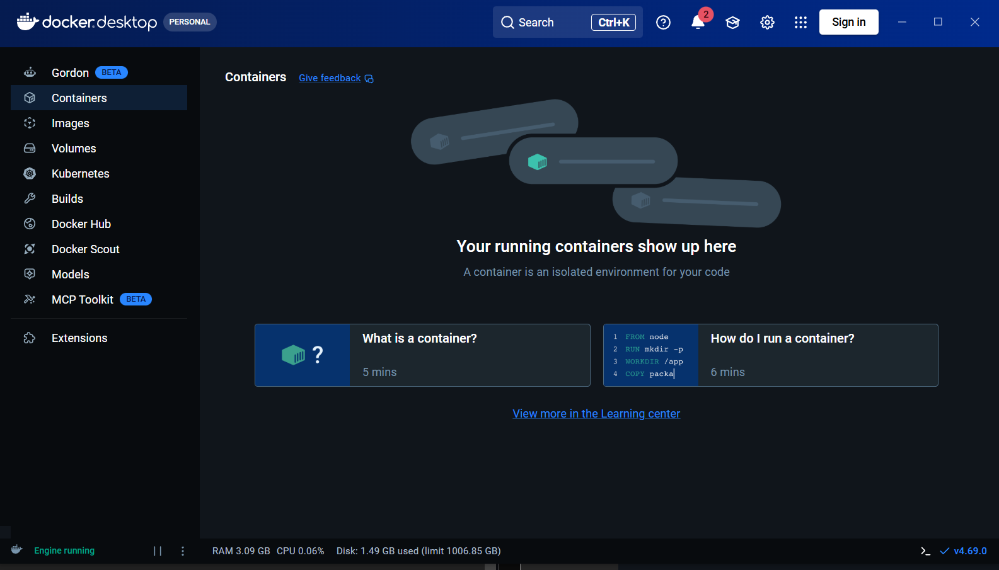 docker.desktop PERSONAL
Search Ctrl+K
2
Sign in
Gordon BETA
Containers
Images
Volumes
Kubernetes
Builds
Docker Hub
Docker Scout
Models
MCP Toolkit BETA
Extensions
Containers Give feedback
Your running containers show up here
A container is an isolated environment for your code
?
What is a container?
5 mins
1 FROM node
2 RUN mkdir -p
3 WORKDIR /app
4 COPY packa
How do I run a container?
6 mins
View more in the Learning center
Engine running
RAM 3.09 GB CPU 0.06% Disk: 1.49 GB used (limit 1006.85 GB)
v4.69.0